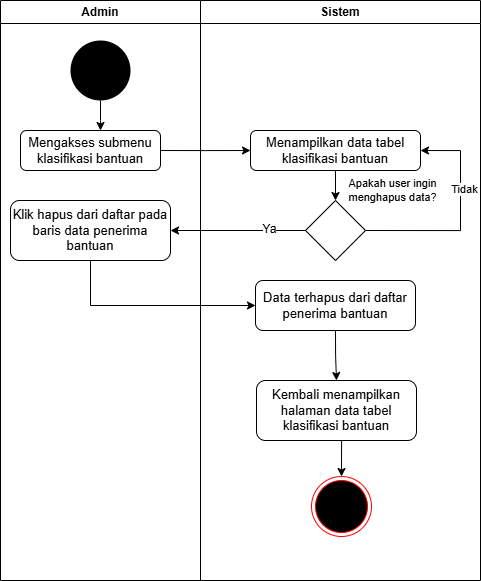 Admin
Sistem
Mengakses submenu
klasifikasi bantuan
Menampilkan data tabel
klasifikasi bantuan
Apakah user ingin
menghapus data?
Tidak
Klik hapus dari daftar pada
baris data penerima
bantuan
Ya
Data terhapus dari daftar
penerima bantuan
Kembali menampilkan
halaman data tabel
klasifikasi bantuan